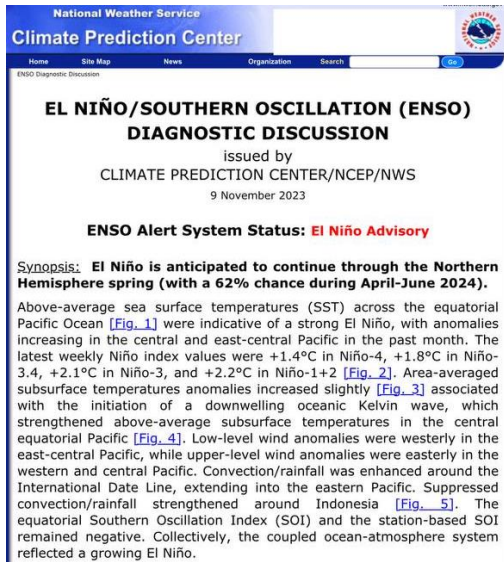 National Weather Service
Climate Prediction Center
Home Site Map News Organization Search Go
ENSO Diagnostic Discussion
EL NIÑO/SOUTHERN OSCILLATION (ENSO)
DIAGNOSTIC DISCUSSION
issued by
CLIMATE PREDICTION CENTER/NCEP/NWS
9 November 2023
ENSO Alert System Status: El Niño Advisory
Synopsis: El Niño is anticipated to continue through the Northern
Hemisphere spring (with a 62% chance during April-June 2024).
Above-average sea surface temperatures (SST) across the equatorial
Pacific Ocean [Fig. 1] were indicative of a strong El Niño, with anomalies
increasing in the central and east-central Pacific in the past month. The
latest weekly Niño index values were +1.4°C in Niño-4, +1.8°C in Niño-
3.4, +2.1°C in Niño-3, and +2.2°C in Niño-1+2 [Fig. 2]. Area-averaged
subsurface temperatures anomalies increased slightly [Fig. 3] associated
with the initiation of a downwelling oceanic Kelvin wave, which
strengthened above-average subsurface temperatures in the central
equatorial Pacific [Fig. 4]. Low-level wind anomalies were westerly in the
east-central Pacific, while upper-level wind anomalies were easterly in the
western and central Pacific. Convection/rainfall was enhanced around the
International Date Line, extending into the eastern Pacific. Suppressed
convection/rainfall strengthened around Indonesia [Fig. 5]. The
equatorial Southern Oscillation Index (SOI) and the station-based SOI
remained negative. Collectively, the coupled ocean-atmosphere system
reflected a growing El Niño.